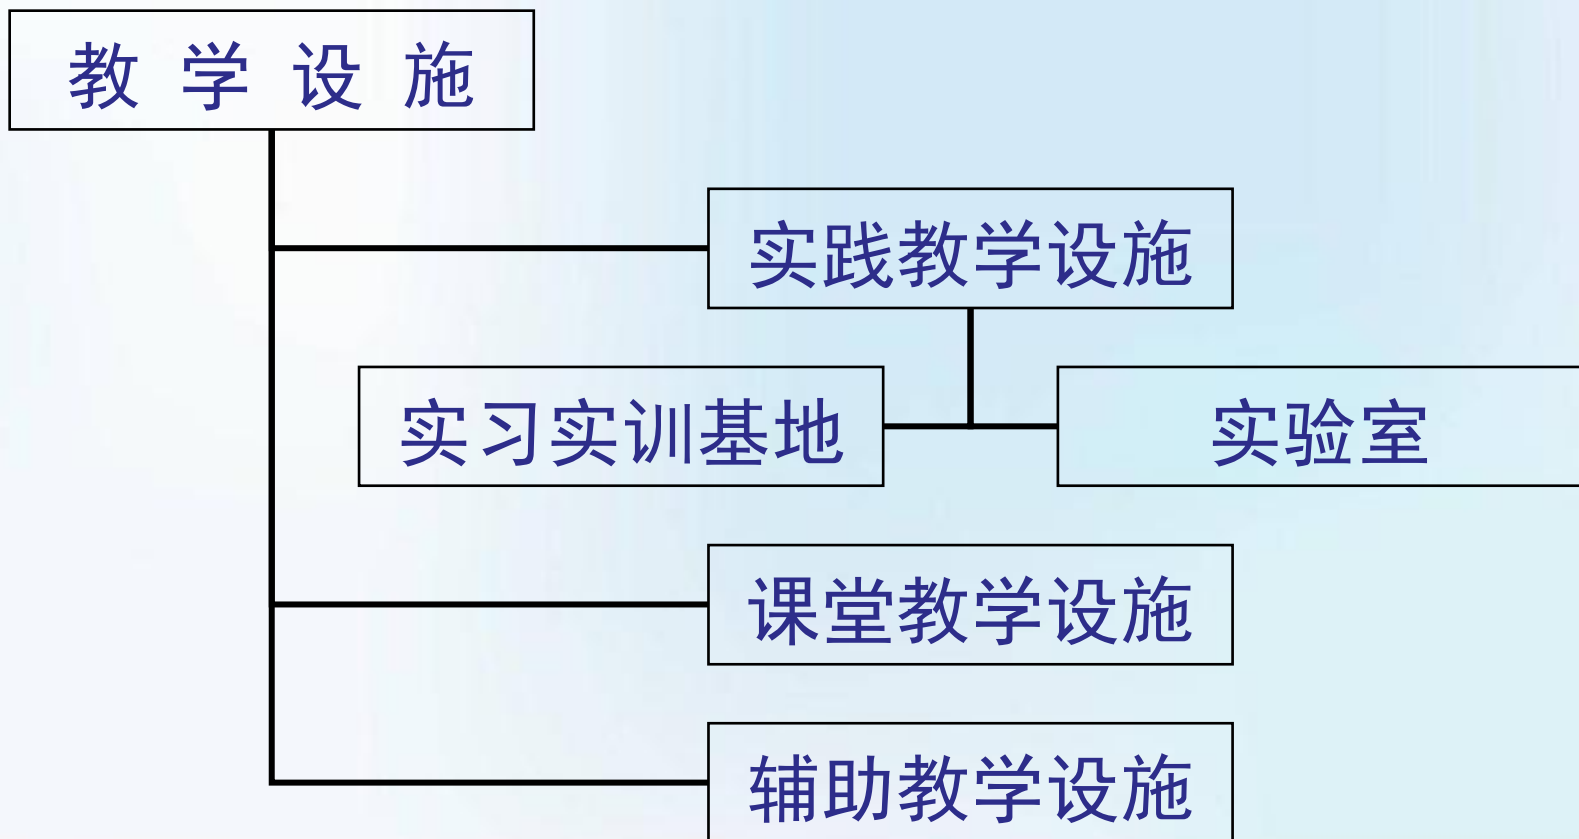 教 学 设 施
实践教学设施
实习实训基地
实验室
课堂教学设施
辅助教学设施